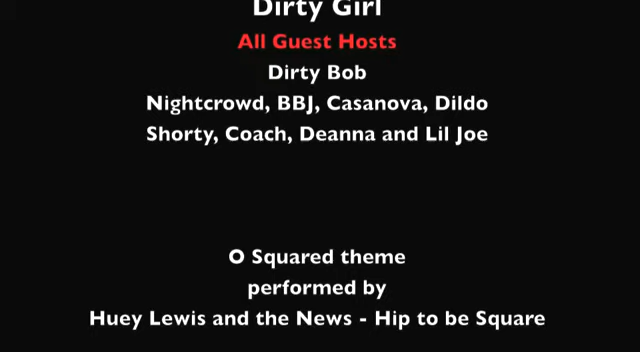 Dirty Girl
All Guest Hosts
Dirty Bob
Nightcrowd, BBJ, Casanova, Dildo
Shorty, Coach, Deanna and Lil Joe
O Squared theme
performed by
Huey Lewis and the News - Hip to be Square